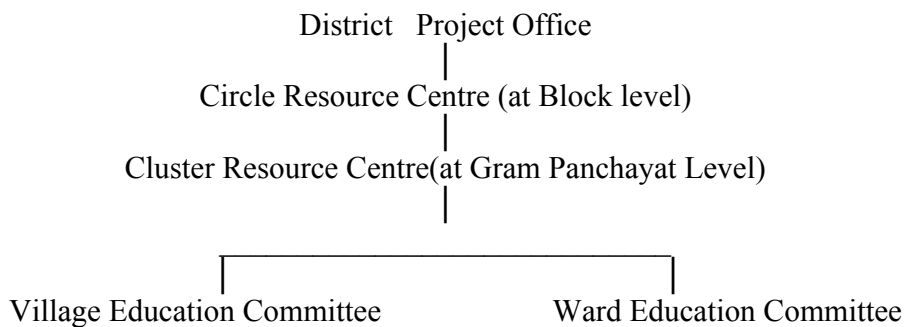 District Project Office
Circle Resource Centre (at Block level)
Cluster Resource Centre(at Gram Panchayat Level)
Village Education Committee Ward Education Committee